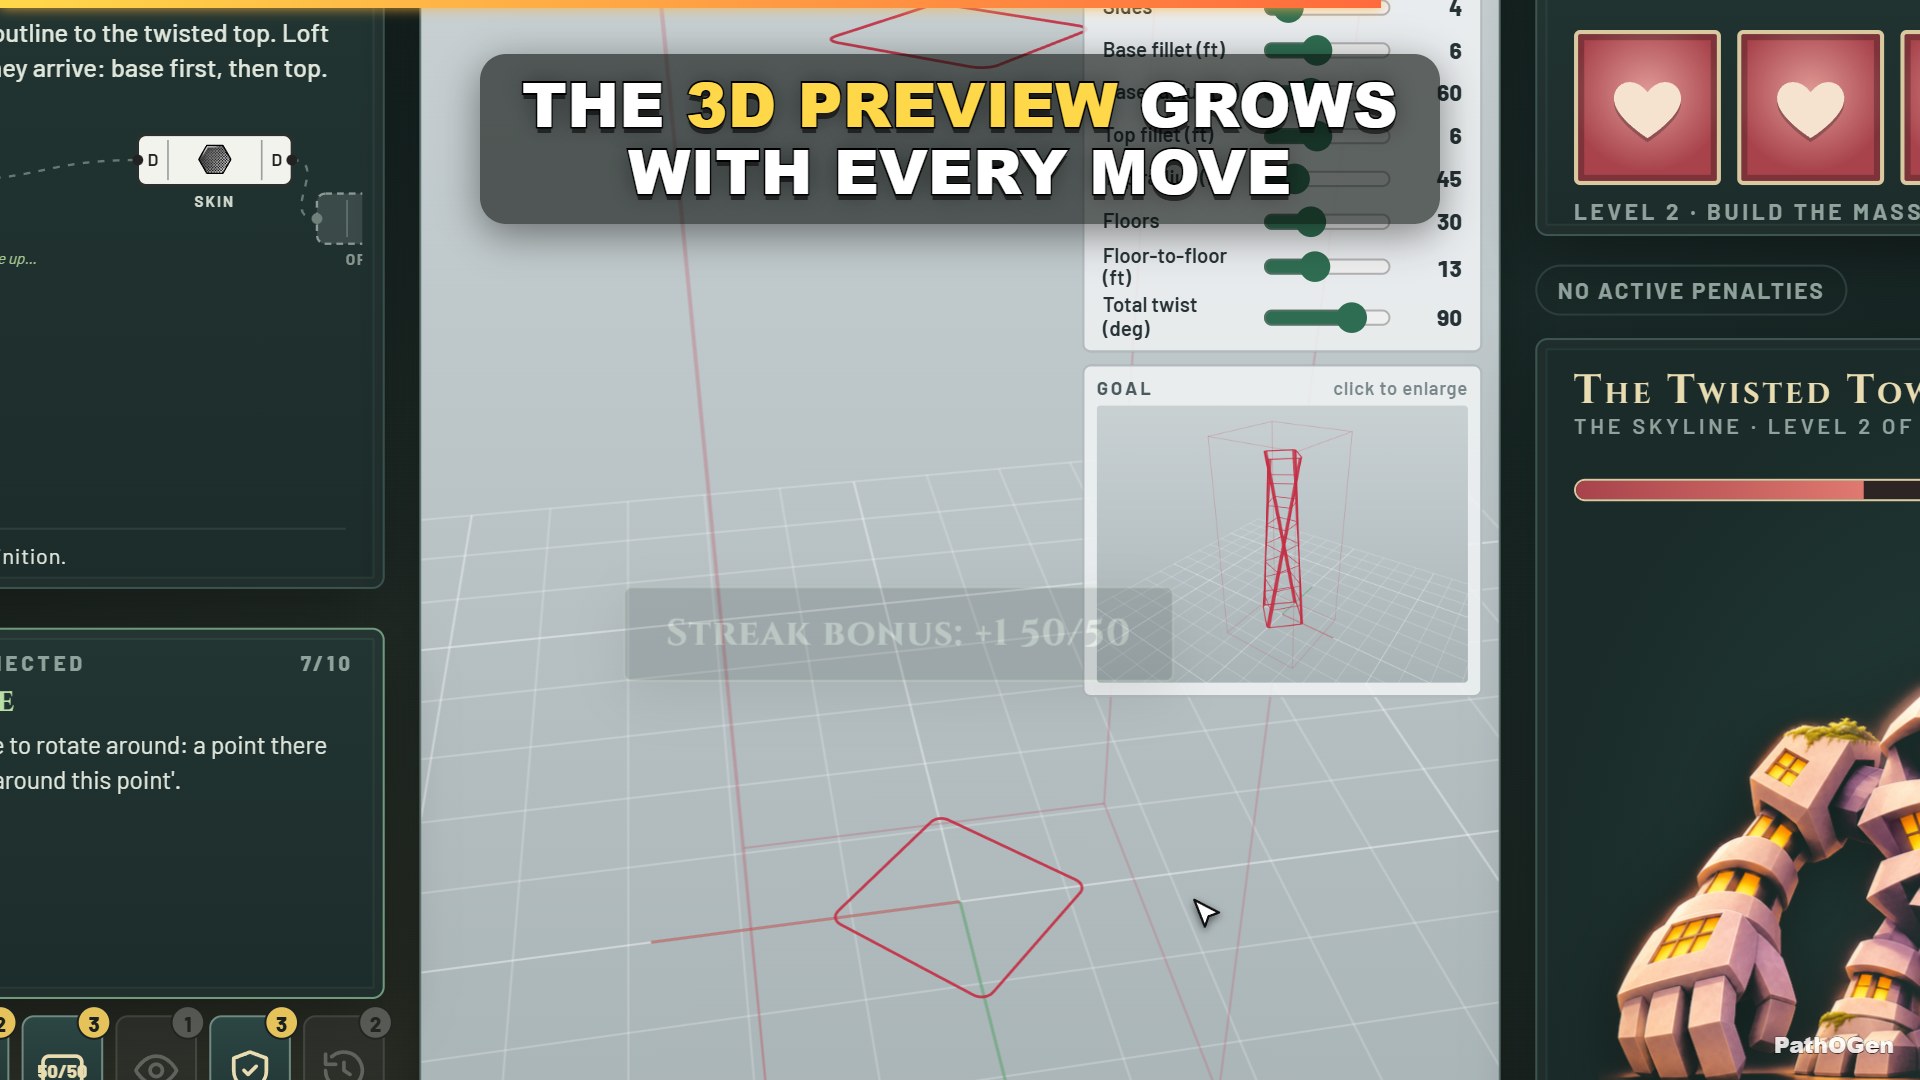 outline to the twisted top. Loft
ey arrive: base first, then top.
D
D
SKIN
e up...
nition.
NECTED
7/10
E
e to rotate around: a point there
around this point'.
3
1
3
2
50/50
THE 3D PREVIEW GROWS
WITH EVERY MOVE
Sides
4
Base fillet (ft)
6
60
Top fillet (ft)
6
45
Floors
30
Floor-to-floor
(ft)
13
Total twist
(deg)
90
GOAL
click to enlarge
STREAK BONUS: +1 50/50
LEVEL 2 · BUILD THE MASS
NO ACTIVE PENALTIES
THE TWISTED TOW
THE SKYLINE · LEVEL 2 OF
PathOGen